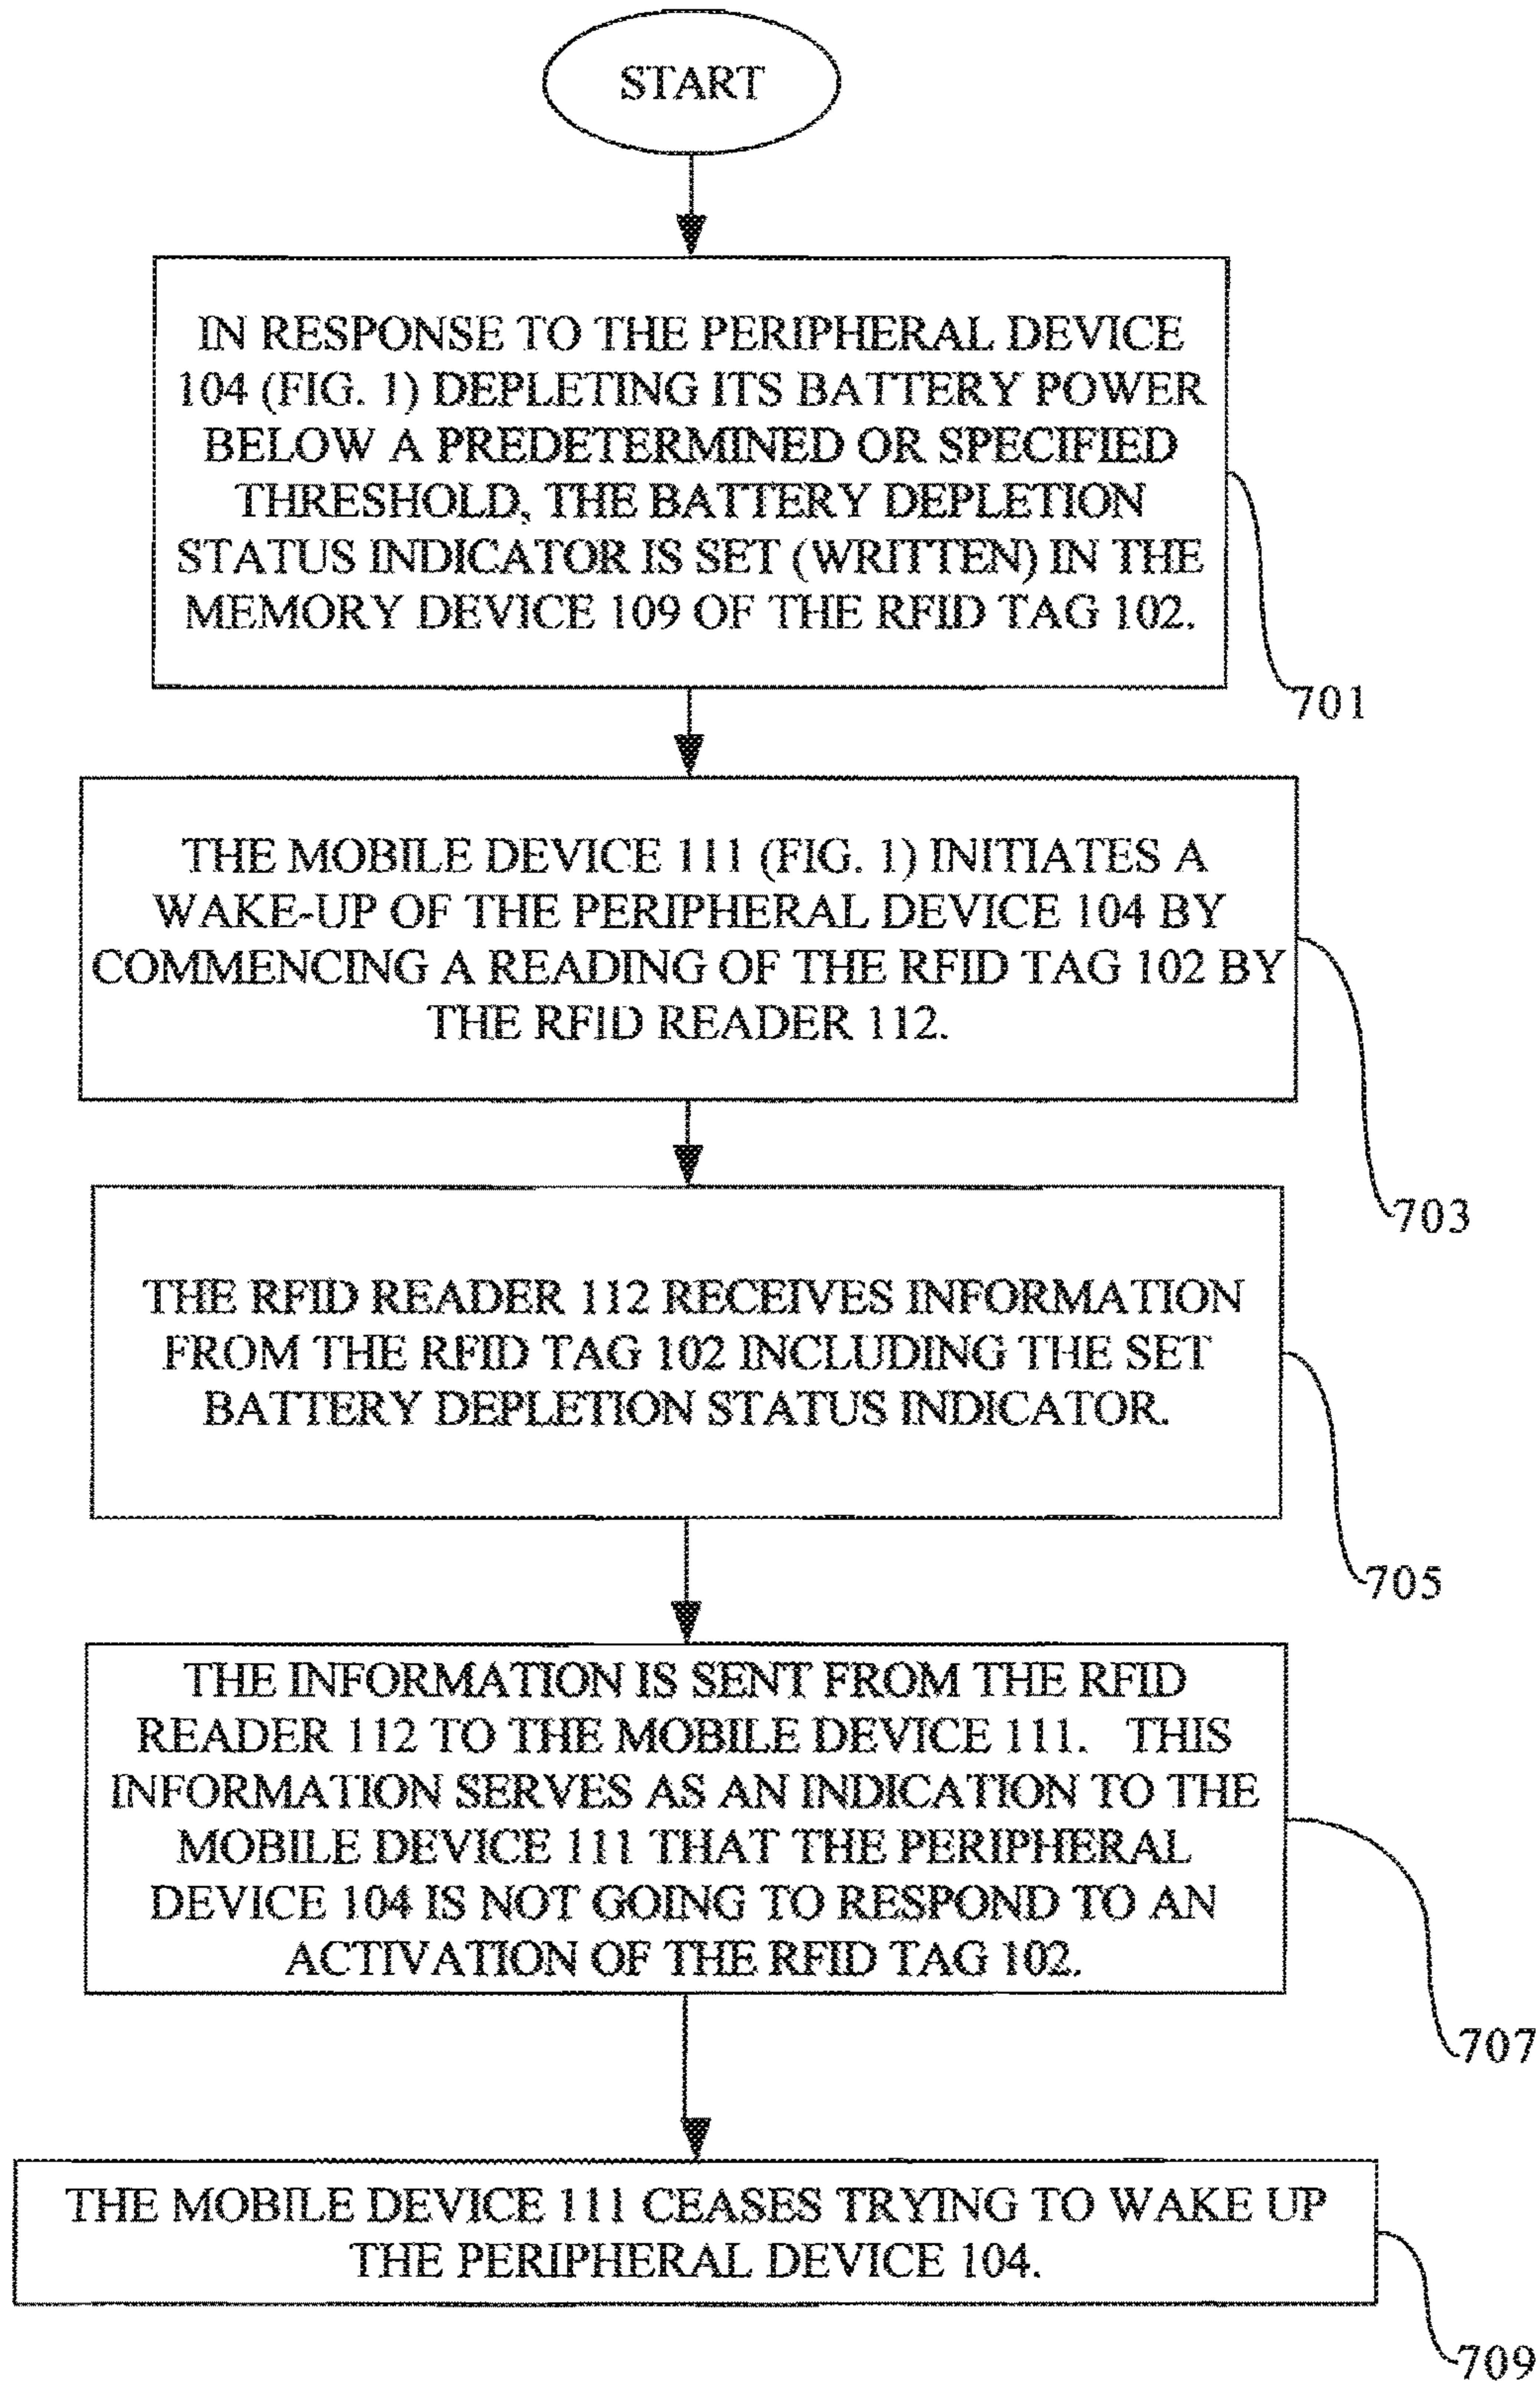 START
IN RESPONSE TO THE PERIPHERAL DEVICE
104 (FIG. 1) DEPLETING ITS BATTERY POWER
BELOW A PREDETERMINED OR SPECIFIED
THRESHOLD, THE BATTERY DEPLETION
STATUS INDICATOR IS SET (WRITTEN) IN THE
MEMORY DEVICE 109 OF THE RFID TAG 102.
701
THE MOBILE DEVICE 111 (FIG. 1) INITIATES A
WAKE-UP OF THE PERIPHERAL DEVICE 104 BY
COMMENCING A READING OF THE RFID TAG 102 BY
THE RFID READER 112.
703
THE RFID READER 112 RECEIVES INFORMATION
FROM THE RFID TAG 102 INCLUDING THE SET
BATTERY DEPLETION STATUS INDICATOR.
705
THE INFORMATION IS SENT FROM THE RFID
READER 112 TO THE MOBILE DEVICE 111. THIS
INFORMATION SERVES AS AN INDICATION TO THE
MOBILE DEVICE 111 THAT THE PERIPHERAL
DEVICE 104 IS NOT GOING TO RESPOND TO AN
ACTIVATION OF THE RFID TAG 102.
707
THE MOBILE DEVICE 111 CEASES TRYING TO WAKE UP
THE PERIPHERAL DEVICE 104.
709